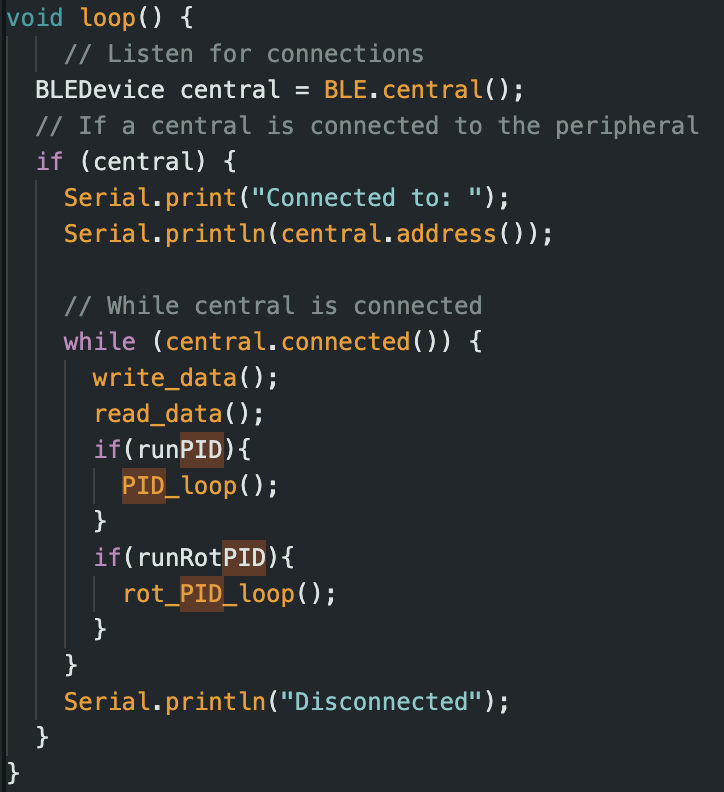 void loop() {
    // Listen for connections
  BLEDevice central = BLE.central();
  // If a central is connected to the peripheral
  if (central) {
    Serial.print("Connected to: ");
    Serial.println(central.address());

    // While central is connected
    while (central.connected()) {
      write_data();
      read_data();
      if(runPID){
        PID_loop();
      }
      if(runRotPID){
        rot_PID_loop();
      }
    }
    Serial.println("Disconnected");
  }
}